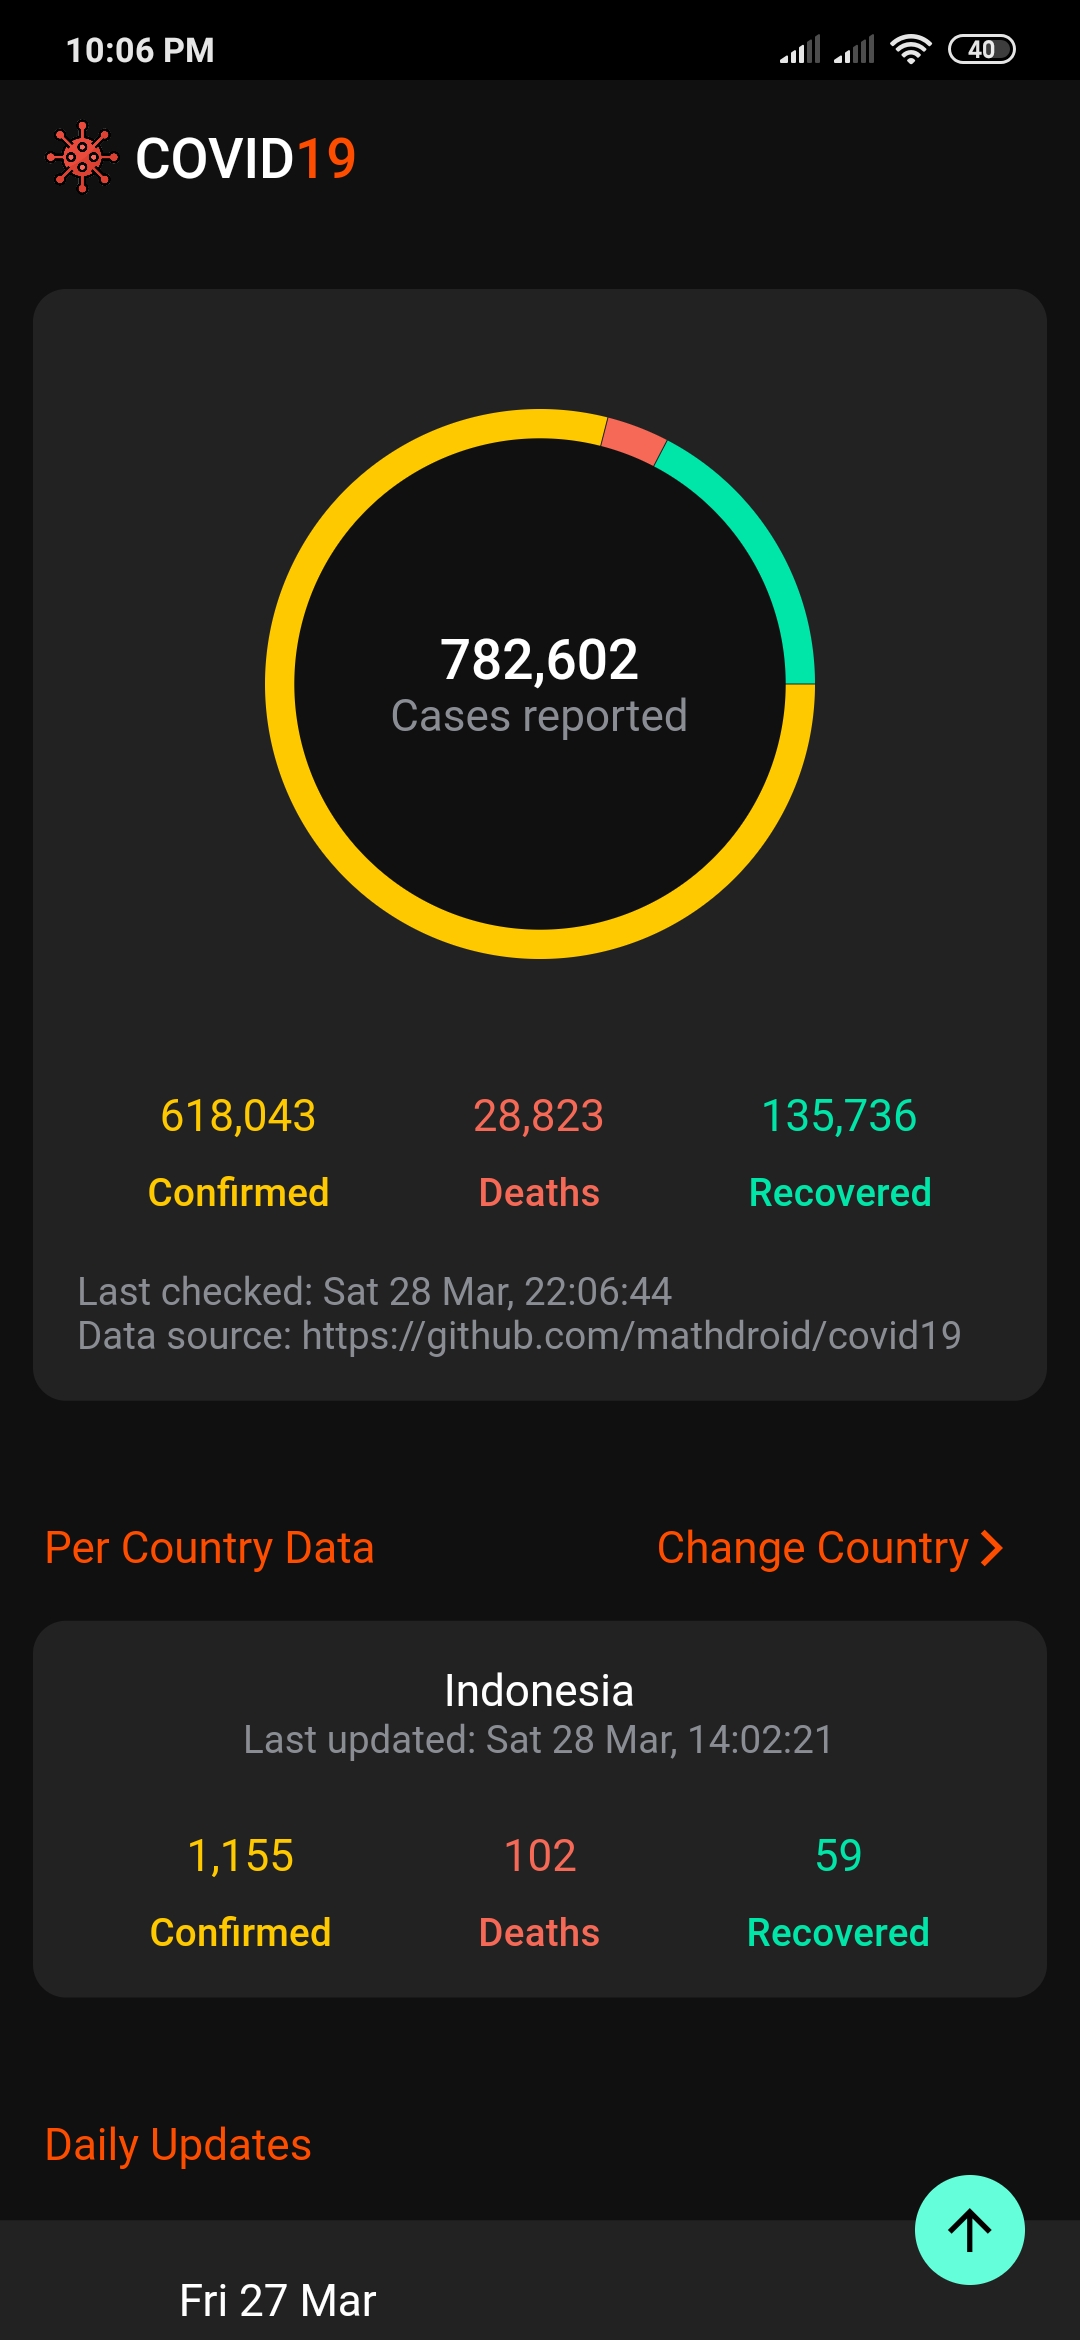 10:06 PM 40
COVID19
782,602
Cases reported
618,043 28,823 135,736
Confirmed Deaths Recovered
Last checked: Sat 28 Mar, 22:06:44
Data source: https://github.com/mathdroid/covid19
Per Country Data Change Country
Indonesia
Last updated: Sat 28 Mar, 14:02:21
1,155 102 59
Confirmed Deaths Recovered
Daily Updates
Fri 27 Mar